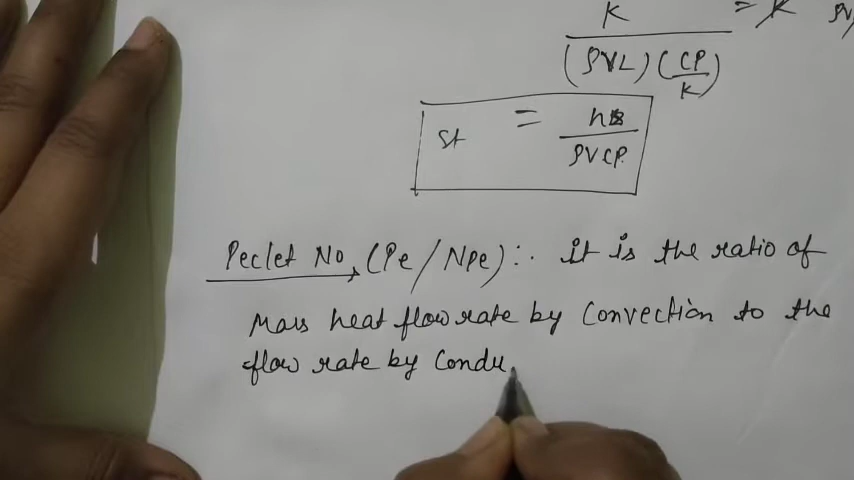 K = K ρV
(ρVL) (CP/K)
St = h / ρVCP
Peclet No, (Pe/NPe):. it is the ratio of
Mass heat flow rate by Convection to the
flow rate by Condu